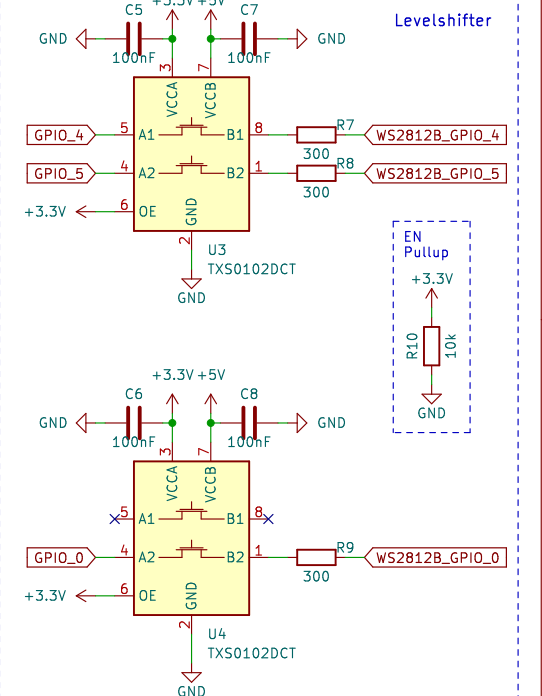 +3.3V +5V
Levelshifter
C5
C7
GND
GND
100nF
100nF
3
7
VCCA
VCCB
GPIO_4
5
A1
B1
8
R7
300
WS2812B_GPIO_4
GPIO_5
4
A2
B2
1
R8
300
WS2812B_GPIO_5
+3.3V
6
OE
GND
2
U3
TXS0102DCT
GND
EN
Pullup
+3.3V
R10
10k
GND
+3.3V +5V
C6
C8
GND
GND
100nF
100nF
3
7
VCCA
VCCB
5
A1
B1
8
GPIO_0
4
A2
B2
1
R9
300
WS2812B_GPIO_0
+3.3V
6
OE
GND
2
U4
TXS0102DCT
GND